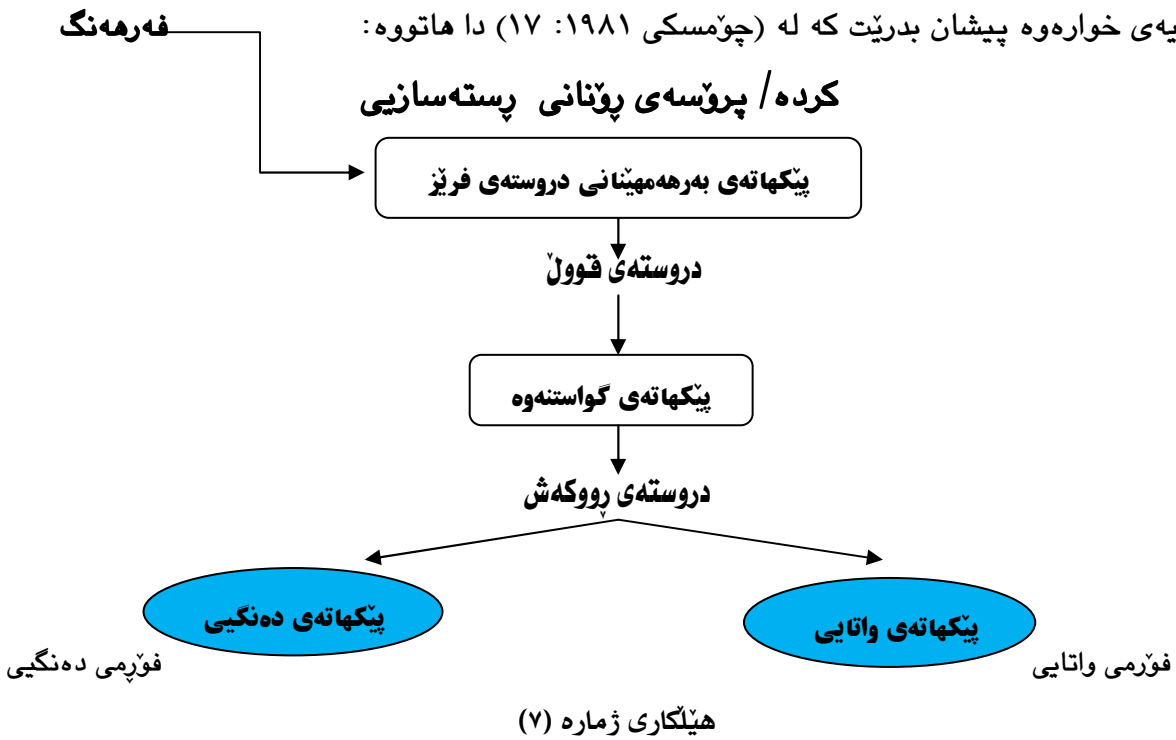 یەی خوارەوە پیشان بدرێت کە لە (چۆمسکی ١٩٨١: ١٧) دا هاتووە:
فەرهەنگ
کردە/ پرۆسەی ڕۆنانی ڕستەسازیی
پێکهاتەی بەرهەمهێنانی دروستەی فرێز
دروستەی قووڵ
پێکهاتەی گواستنەوە
دروستەی ڕووکەش
پێکهاتەی واتایی
پێکهاتەی دەنگیی
فۆرمی واتایی
فۆڕمی دەنگیی
هێڵکاری ژمارە (٧)